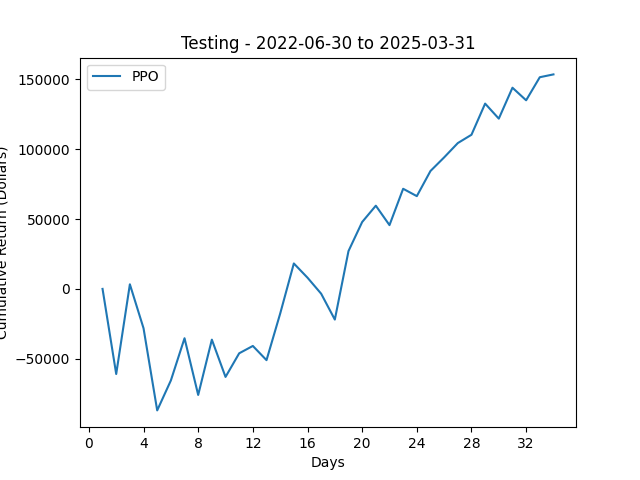 Testing - 2022-06-30 to 2025-03-31
PPO
150000
100000
50000
0
−50000
Cumulative Return (Dollars)
0 4 8 12 16 20 24 28 32
Days